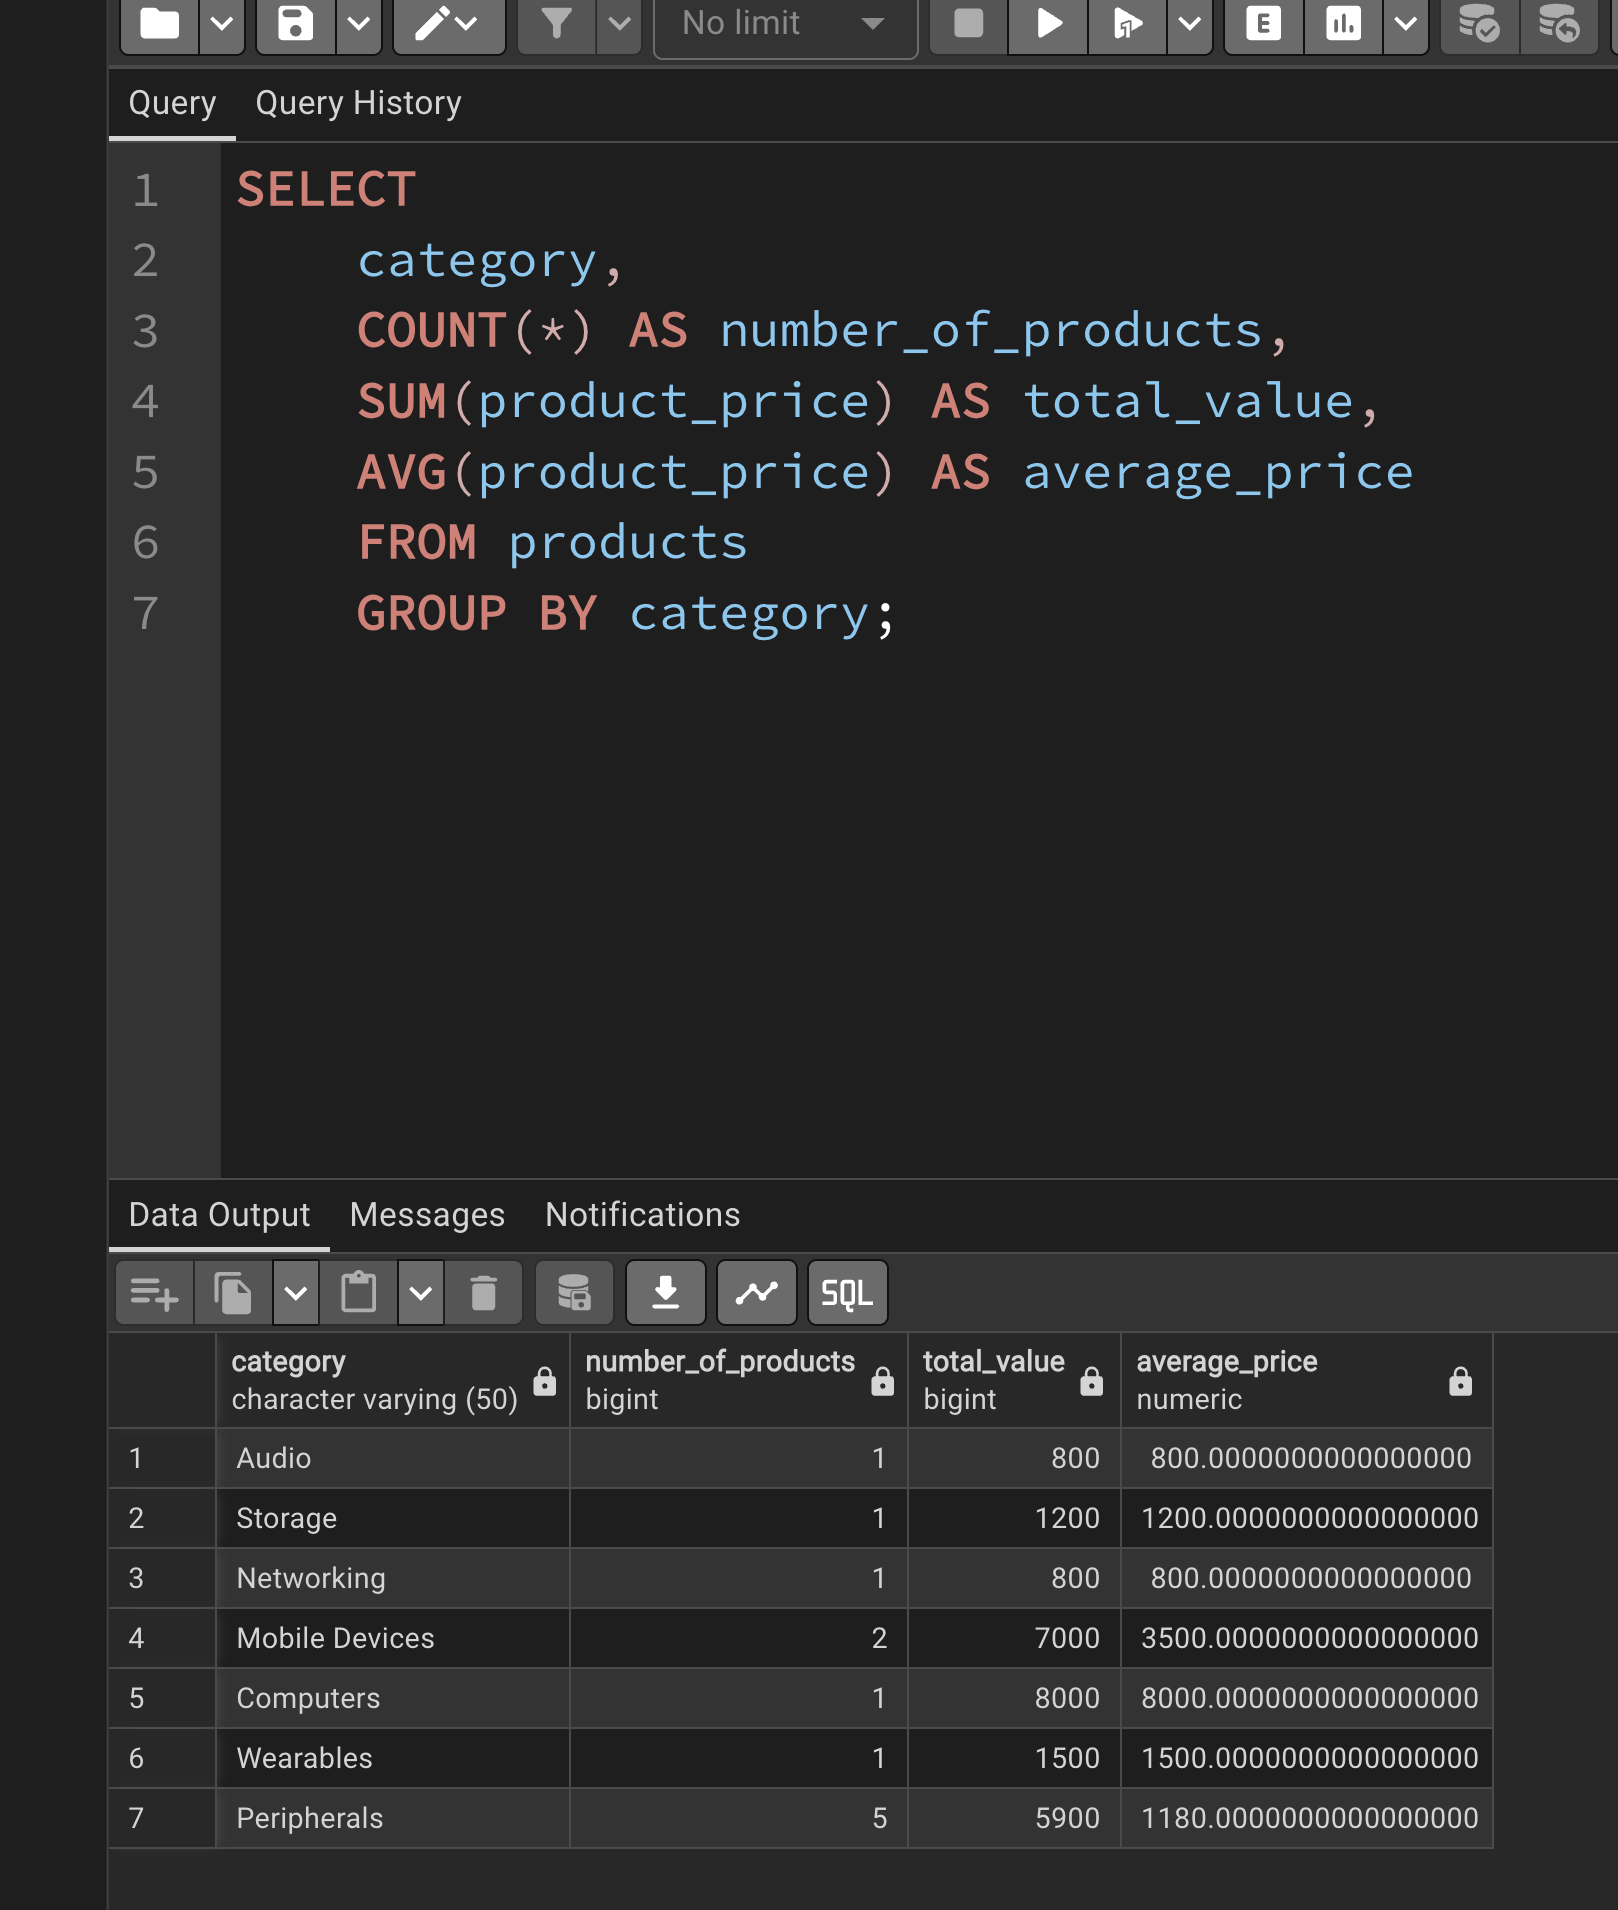 No limit
E
Query Query History
1 SELECT
2 category,
3 COUNT(*) AS number_of_products,
4 SUM(product_price) AS total_value,
5 AVG(product_price) AS average_price
6 FROM products
7 GROUP BY category;
Data Output Messages Notifications
SQL
category number_of_products total_value average_price
character varying (50) bigint bigint numeric
1 Audio 1 800 800.0000000000000000
2 Storage 1 1200 1200.0000000000000000
3 Networking 1 800 800.0000000000000000
4 Mobile Devices 2 7000 3500.0000000000000000
5 Computers 1 8000 8000.0000000000000000
6 Wearables 1 1500 1500.0000000000000000
7 Peripherals 5 5900 1180.0000000000000000